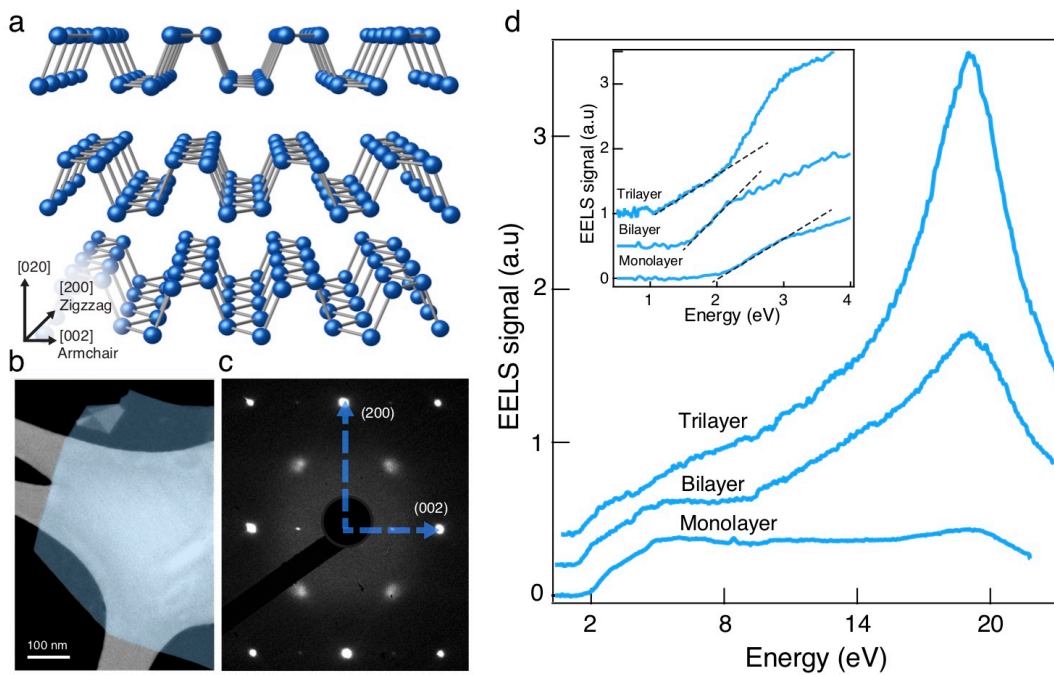 a
[020]
[200]
Zigzzag
[002]
Armchair
b
100 nm
c
(200)
(002)
d
EELS signal (a.u)
3
2
1
0
2
8
14
20
Energy (eV)
Trilayer
Bilayer
Monolayer
EELS signal (a.u)
3
2
1
0
1
2
3
4
Energy (eV)
Trilayer
Bilayer
Monolayer